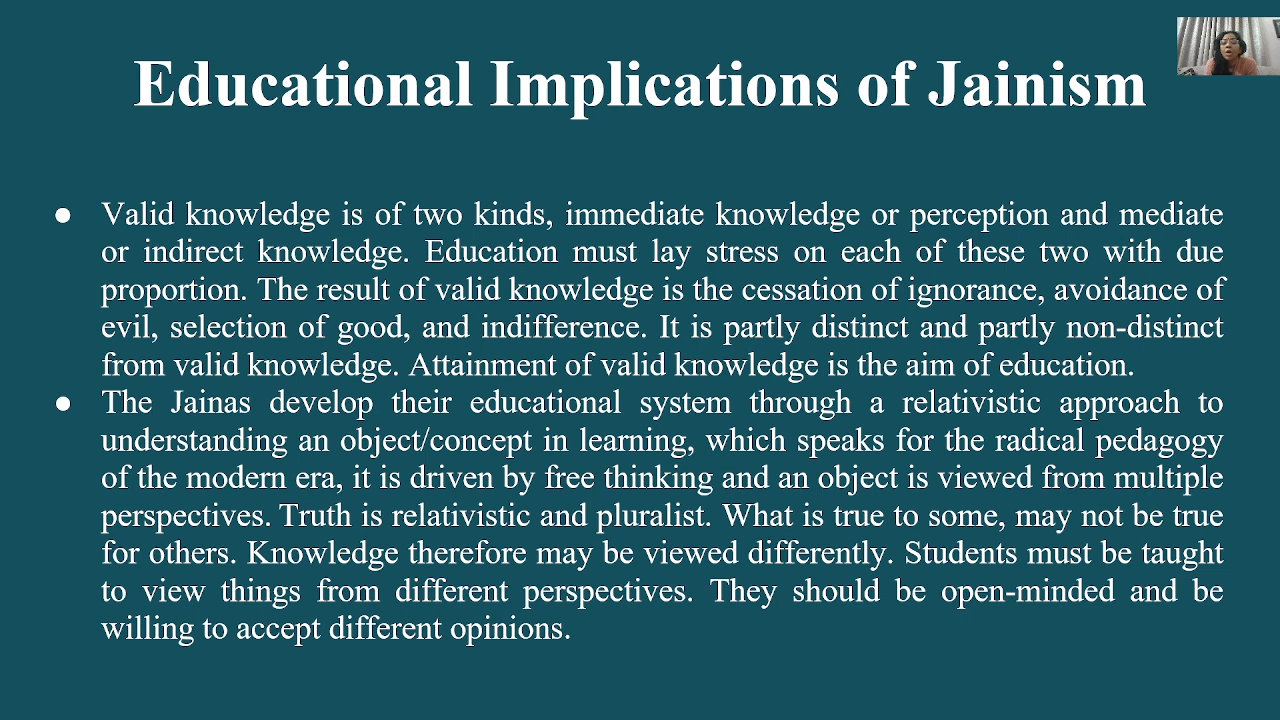 Educational Implications of Jainism
● Valid knowledge is of two kinds, immediate knowledge or perception and mediate
or indirect knowledge. Education must lay stress on each of these two with due
proportion. The result of valid knowledge is the cessation of ignorance, avoidance of
evil, selection of good, and indifference. It is partly distinct and partly non-distinct
from valid knowledge. Attainment of valid knowledge is the aim of education.
● The Jainas develop their educational system through a relativistic approach to
understanding an object/concept in learning, which speaks for the radical pedagogy
of the modern era, it is driven by free thinking and an object is viewed from multiple
perspectives. Truth is relativistic and pluralist. What is true to some, may not be true
for others. Knowledge therefore may be viewed differently. Students must be taught
to view things from different perspectives. They should be open-minded and be
willing to accept different opinions.